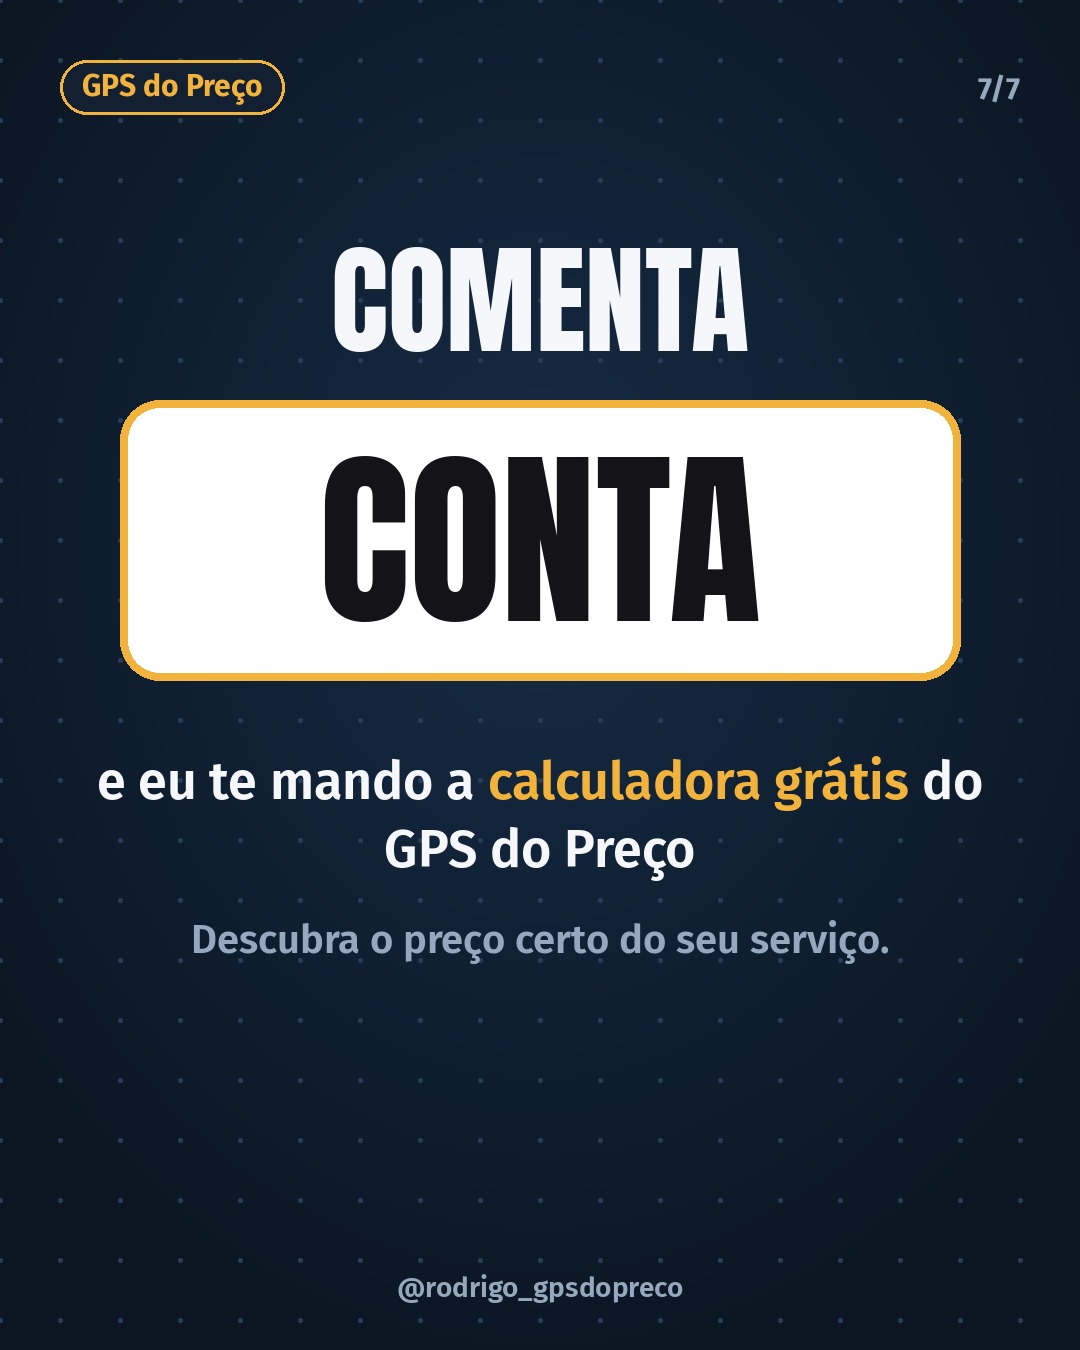 GPS do Preço
7/7
COMENTA
CONTA
e eu te mando a calculadora grátis do
GPS do Preço
Descubra o preço certo do seu serviço.
@rodrigo_gpsdopreco